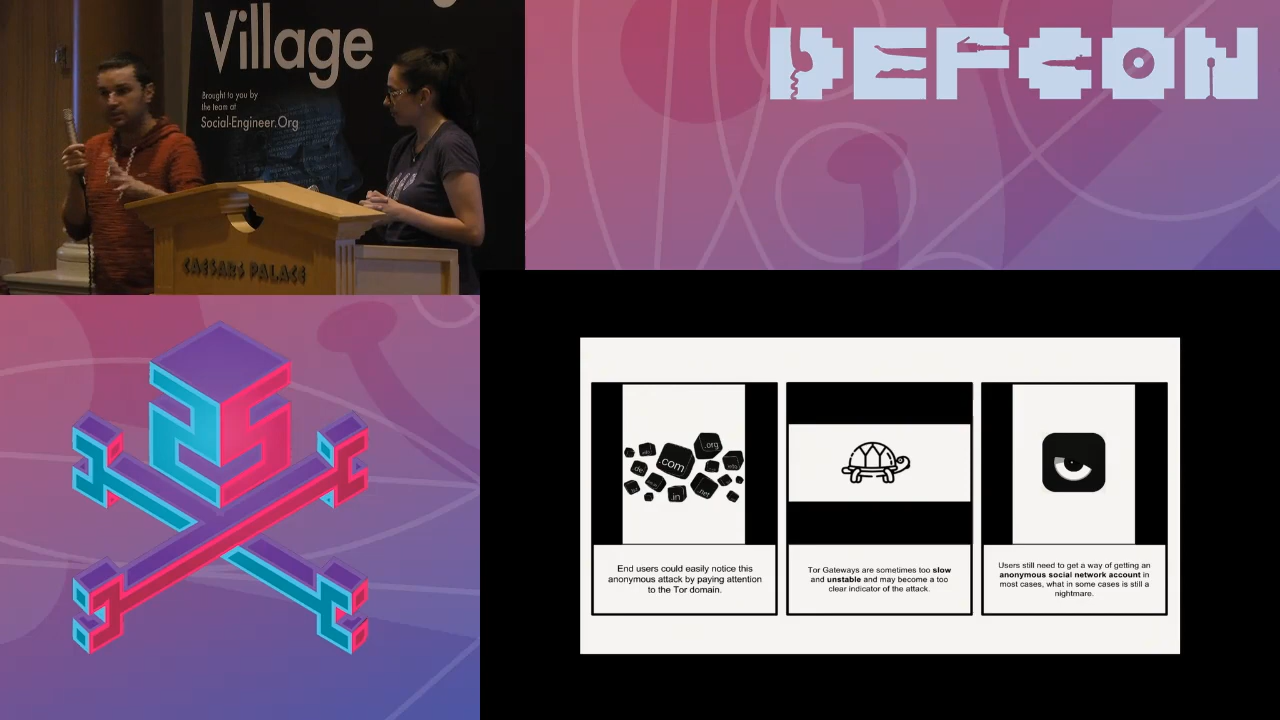 Village
Brought to you by
the team at
Social-Engineer.Org
CAESARS PALACE
DEFCON
.com
.org
.de
.net
in
End users could easily notice this
anonymous attack by paying attention
to the Tor domain.
Tor Gateways are sometimes too slow
and unstable and may become a too
clear indicator of the attack.
Users still need to get a way of getting an
anonymous social network account in
most cases, what in some cases is still a
nightmare.